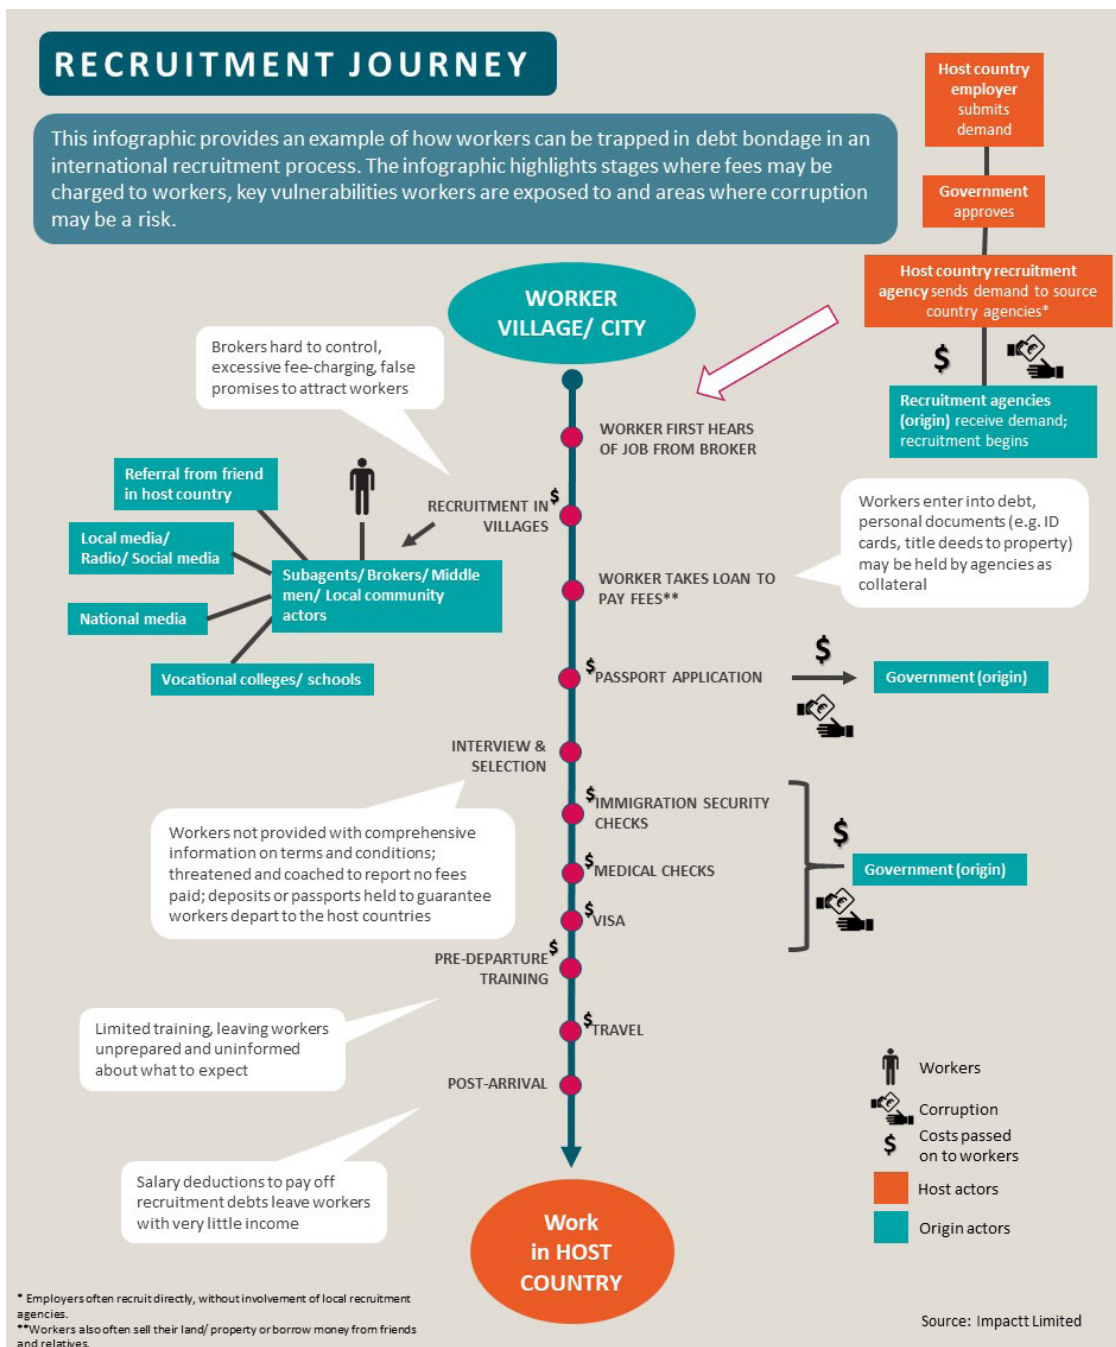 RECRUITMENT JOURNEY
This infographic provides an example of how workers can be trapped in debt bondage in an
international recruitment process. The infographic highlights stages where fees may be
charged to workers, key vulnerabilities workers are exposed to and areas where corruption
may be a risk.
Host country
employer
submits
demand
Government
approves
Host country recruitment
agency sends demand to source
country agencies*
$
Recruitment agencies
(origin) receive demand;
recruitment begins
WORKER
VILLAGE/ CITY
Brokers hard to control,
excessive fee-charging, false
promises to attract workers
WORKER FIRST HEARS
OF JOB FROM BROKER
Referral from friend
in host country
Local media/
Radio/ Social media
National media
Vocational colleges/ schools
Subagents/ Brokers/ Middle
men/ Local community
actors
$
RECRUITMENT IN
VILLAGES
WORKER TAKES LOAN TO
PAY FEES**
Workers enter into debt,
personal documents (e.g. ID
cards, title deeds to property)
may be held by agencies as
collateral
$
PASSPORT APPLICATION
$
Government (origin)
INTERVIEW &
SELECTION
Workers not provided with comprehensive
information on terms and conditions;
threatened and coached to report no fees
paid; deposits or passports held to guarantee
workers depart to the host countries
$
IMMIGRATION SECURITY
CHECKS
$
MEDICAL CHECKS
$
VISA
$
Government (origin)
$
PRE-DEPARTURE
TRAINING
Limited training, leaving workers
unprepared and uninformed
about what to expect
$
TRAVEL
POST-ARRIVAL
Salary deductions to pay off
recruitment debts leave workers
with very little income
Work
in HOST
COUNTRY
Workers
Corruption
$
Costs passed
on to workers
Host actors
Origin actors
* Employers often recruit directly, without involvement of local recruitment
agencies.
**Workers also often sell their land/ property or borrow money from friends
and relatives.
Source: Impactt Limited